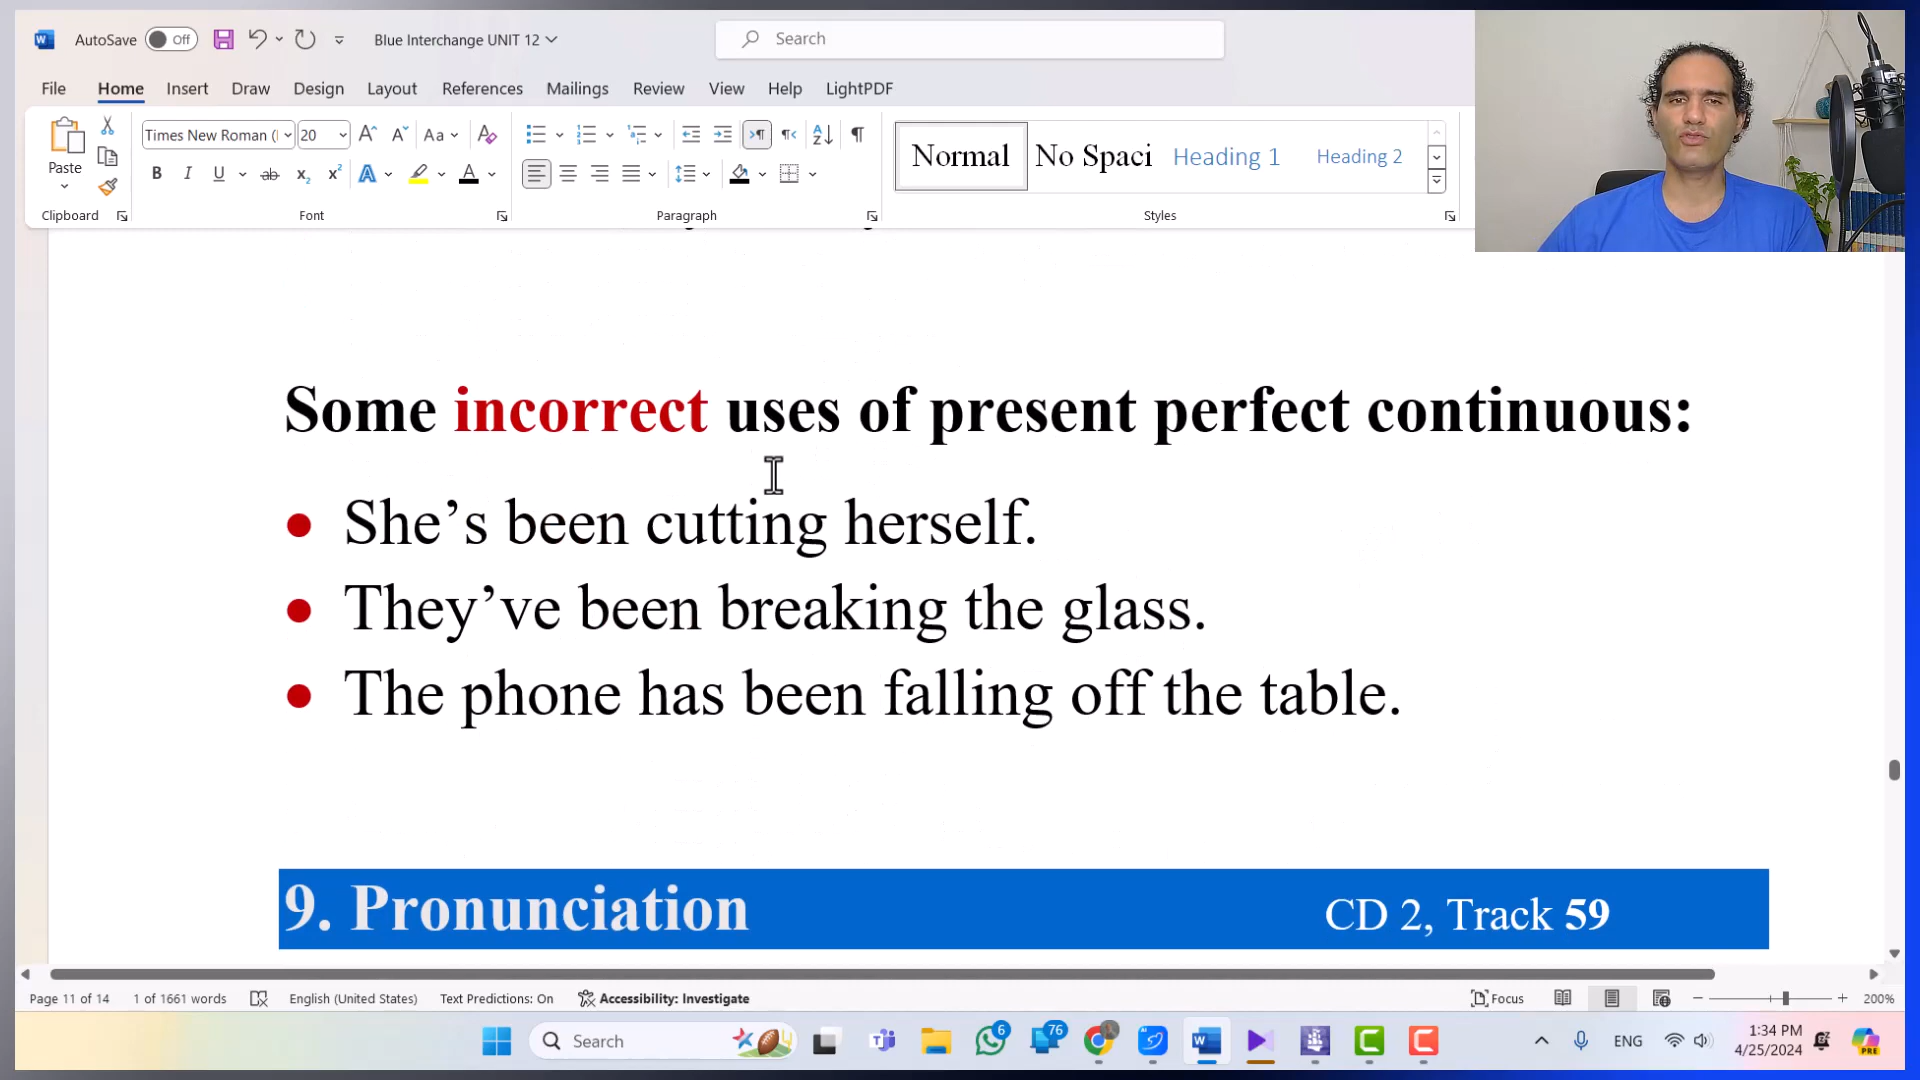 AutoSave Off Blue Interchange UNIT 12 Search
File Home Insert Draw Design Layout References Mailings Review View Help LightPDF
Paste Times New Roman ( 20 Aa Normal No Spaci Heading 1 Heading 2
Clipboard Font Paragraph Styles
Some incorrect uses of present perfect continuous:
• She’s been cutting herself.
• They’ve been breaking the glass.
• The phone has been falling off the table.
9. Pronunciation CD 2, Track 59
Page 11 of 14 1 of 1661 words English (United States) Text Predictions: On Accessibility: Investigate Focus 200%
Search 6 76 ENG 1:34 PM
4/25/2024